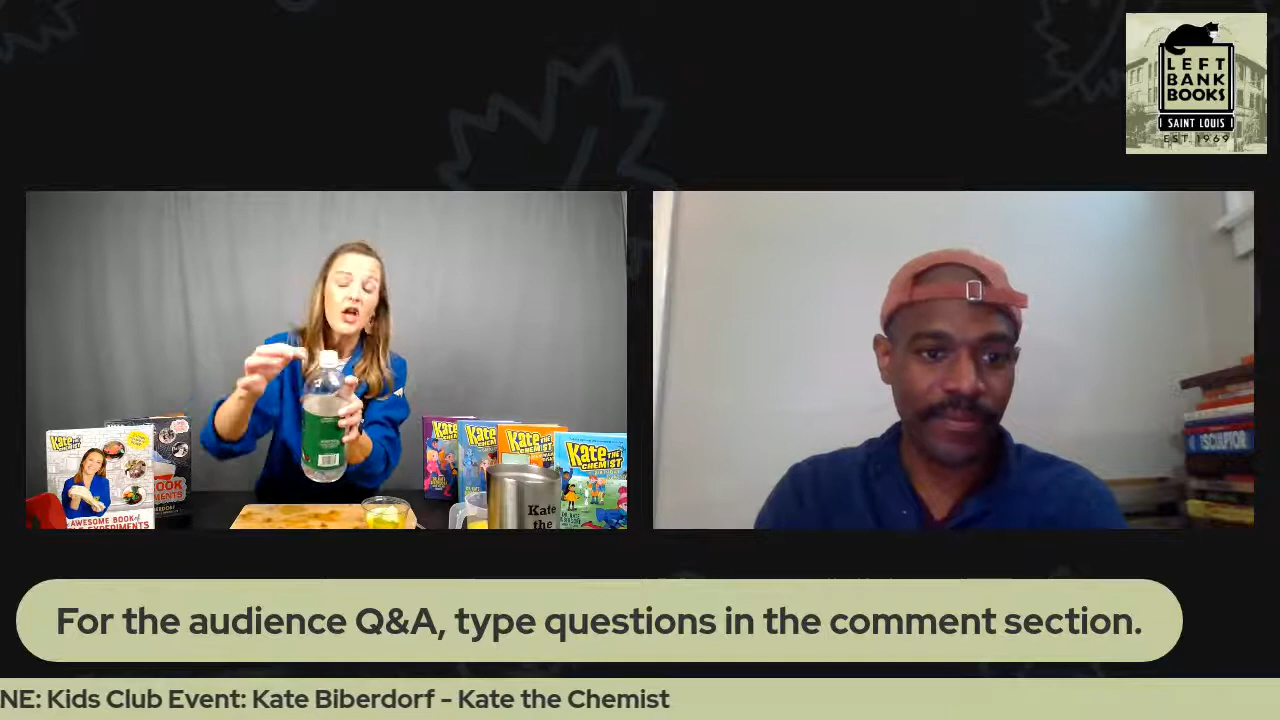 LEFT
BANK
BOOKS
SAINT LOUIS
EST. 1969
Kate THE
CHEMIST
AWESOME BOOK of
EXPERIMENTS
Kate
Kate
Kate THE
CHEMIST
Kate THE
CHEMIST
Kate
the
SCULPTOR
For the audience Q&A, type questions in the comment section.
NE: Kids Club Event: Kate Biberdorf - Kate the Chemist